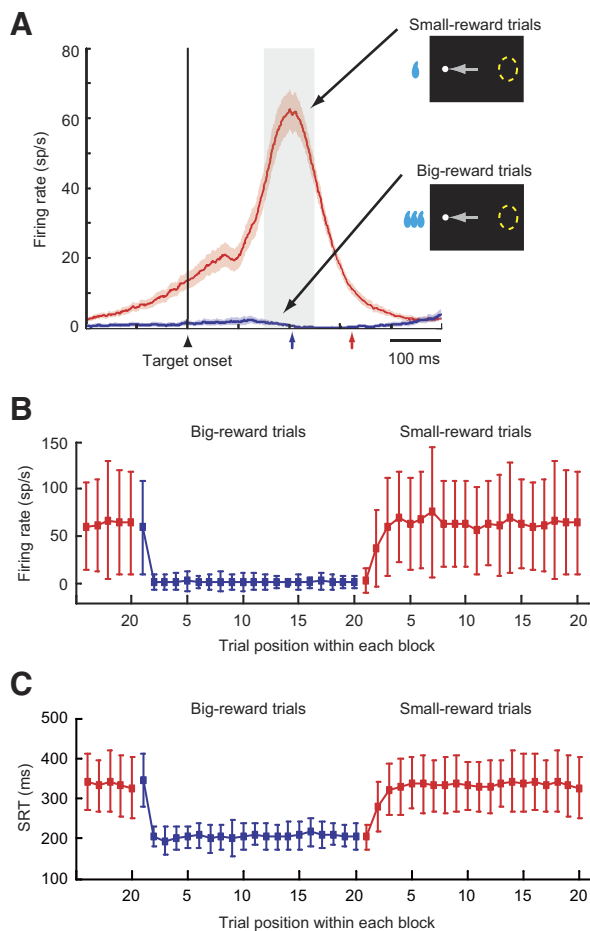 A
Small-reward trials
80
60
40
20
0
Firing rate (sp/s)
Big-reward trials
Target onset
100 ms
B
Big-reward trials
Small-reward trials
150
100
50
0
Firing rate (sp/s)
20 5 10 15 20 5 10 15 20
Trial position within each block
C
Big-reward trials
Small-reward trials
500
400
300
200
100
SRT (ms)
20 5 10 15 20 5 10 15 20
Trial position within each block